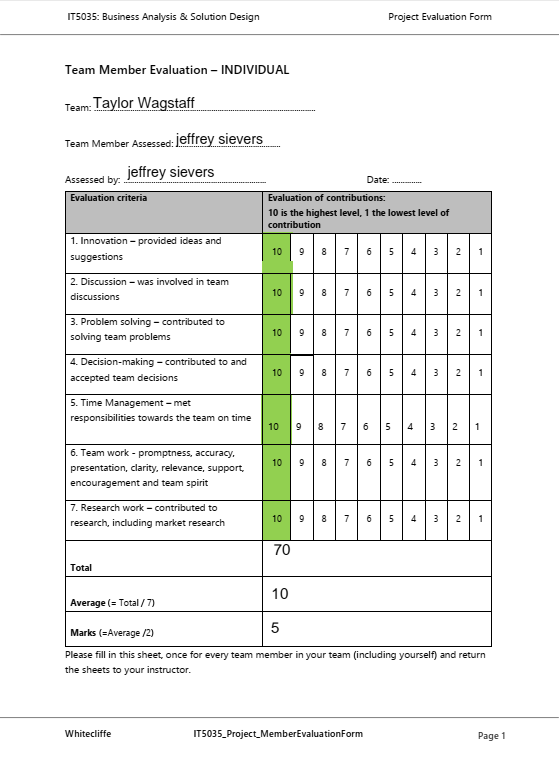 IT5035: Business Analysis & Solution Design Project Evaluation Form
Team Member Evaluation – INDIVIDUAL
Team: Taylor Wagstaff
Team Member Assessed: jeffrey sievers
Assessed by: jeffrey sievers Date: ............
Evaluation criteria
Evaluation of contributions:
10 is the highest level, 1 the lowest level of
contribution
1. Innovation – provided ideas and
suggestions
10 9 8 7 6 5 4 3 2 1
2. Discussion – was involved in team
discussions
10 9 8 7 6 5 4 3 2 1
3. Problem solving – contributed to
solving team problems
10 9 8 7 6 5 4 3 2 1
4. Decision-making – contributed to and
accepted team decisions
10 9 8 7 6 5 4 3 2 1
5. Time Management – met
responsibilities towards the team on time
10 9 8 7 6 5 4 3 2 1
6. Team work - promptness, accuracy,
presentation, clarity, relevance, support,
encouragement and team spirit
10 9 8 7 6 5 4 3 2 1
7. Research work – contributed to
research, including market research
10 9 8 7 6 5 4 3 2 1
Total 70
Average (= Total / 7) 10
Marks (=Average /2) 5
Please fill in this sheet, once for every team member in your team (including yourself) and return
the sheets to your instructor.
Whitecliffe IT5035_Project_MemberEvaluationForm Page 1